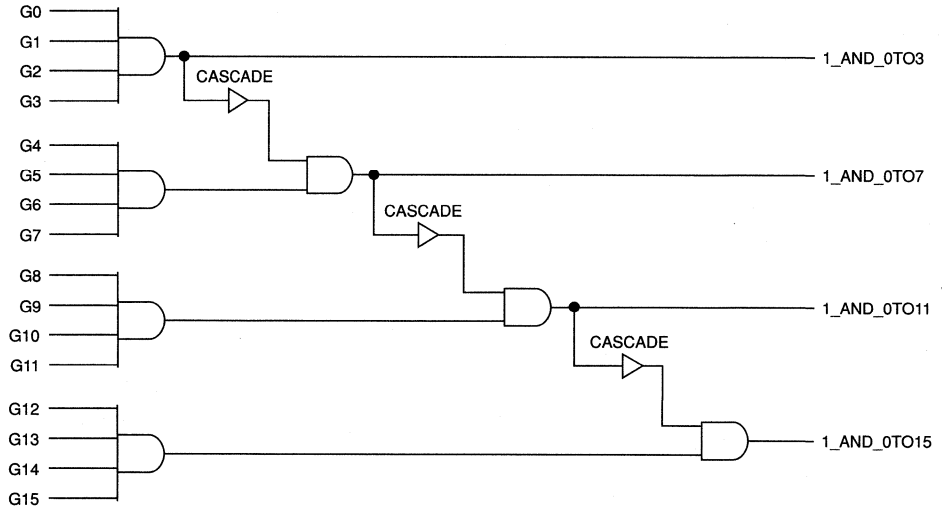 G0
G1
1_AND_0TO3
G2
CASCADE
G3
G4
G5
1_AND_0TO7
G6
CASCADE
G7
G8
G9
1_AND_0TO11
G10
CASCADE
G11
G12
G13
1_AND_0TO15
G14
G15